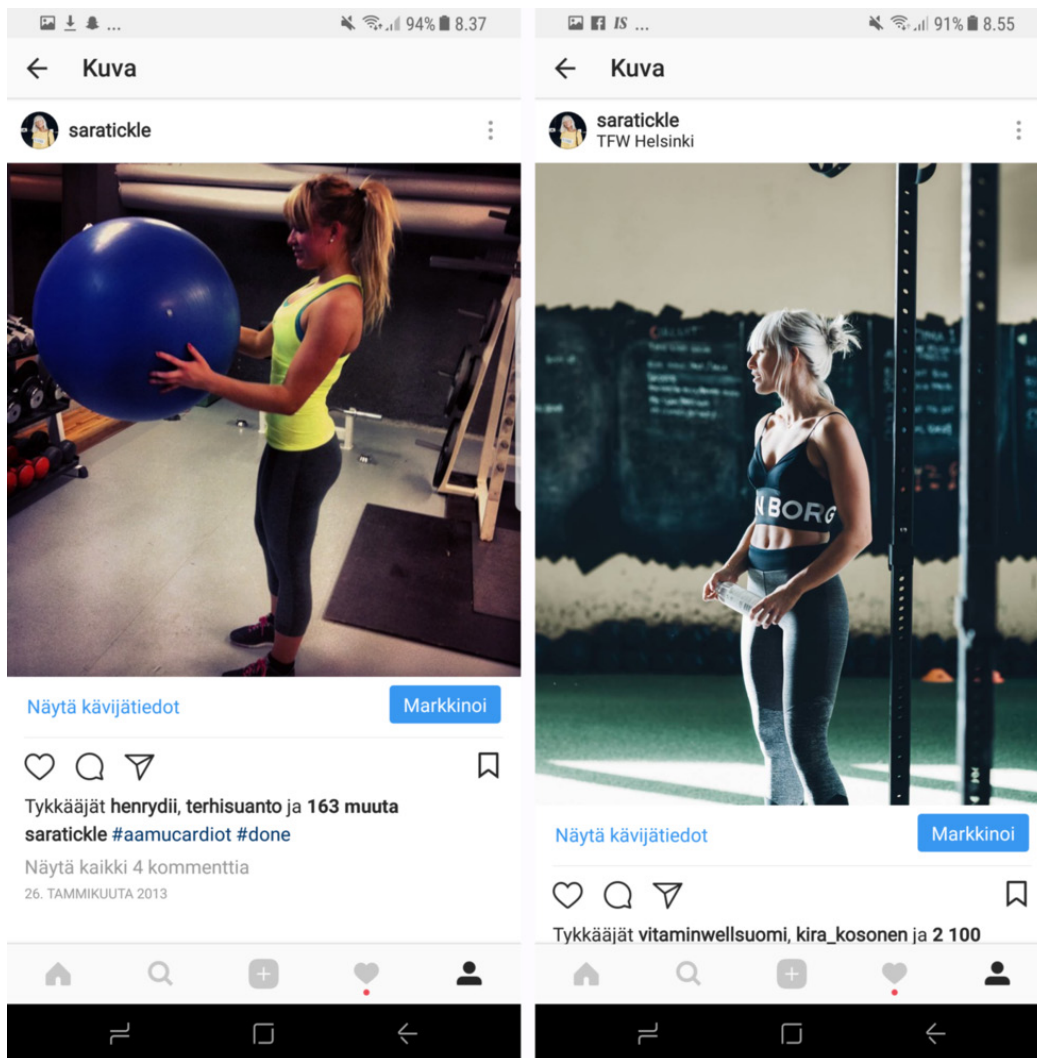 IS ...
... 94% 8.37
Kuva
saratickle
Näytä kävijätiedot
Markkinoi
Tykkääjät henrydii, terhisuanto ja 163 muuta
saratickle #aamucardiot #done
Näytä kaikki 4 kommenttia
26. TAMMIKUUTA 2013
91% 8.55
Kuva
saratickle
TFW Helsinki
N BORG
Näytä kävijätiedot
Markkinoi
Tykkääjät vitaminwellsuomi, kira_kosonen ja 2 100